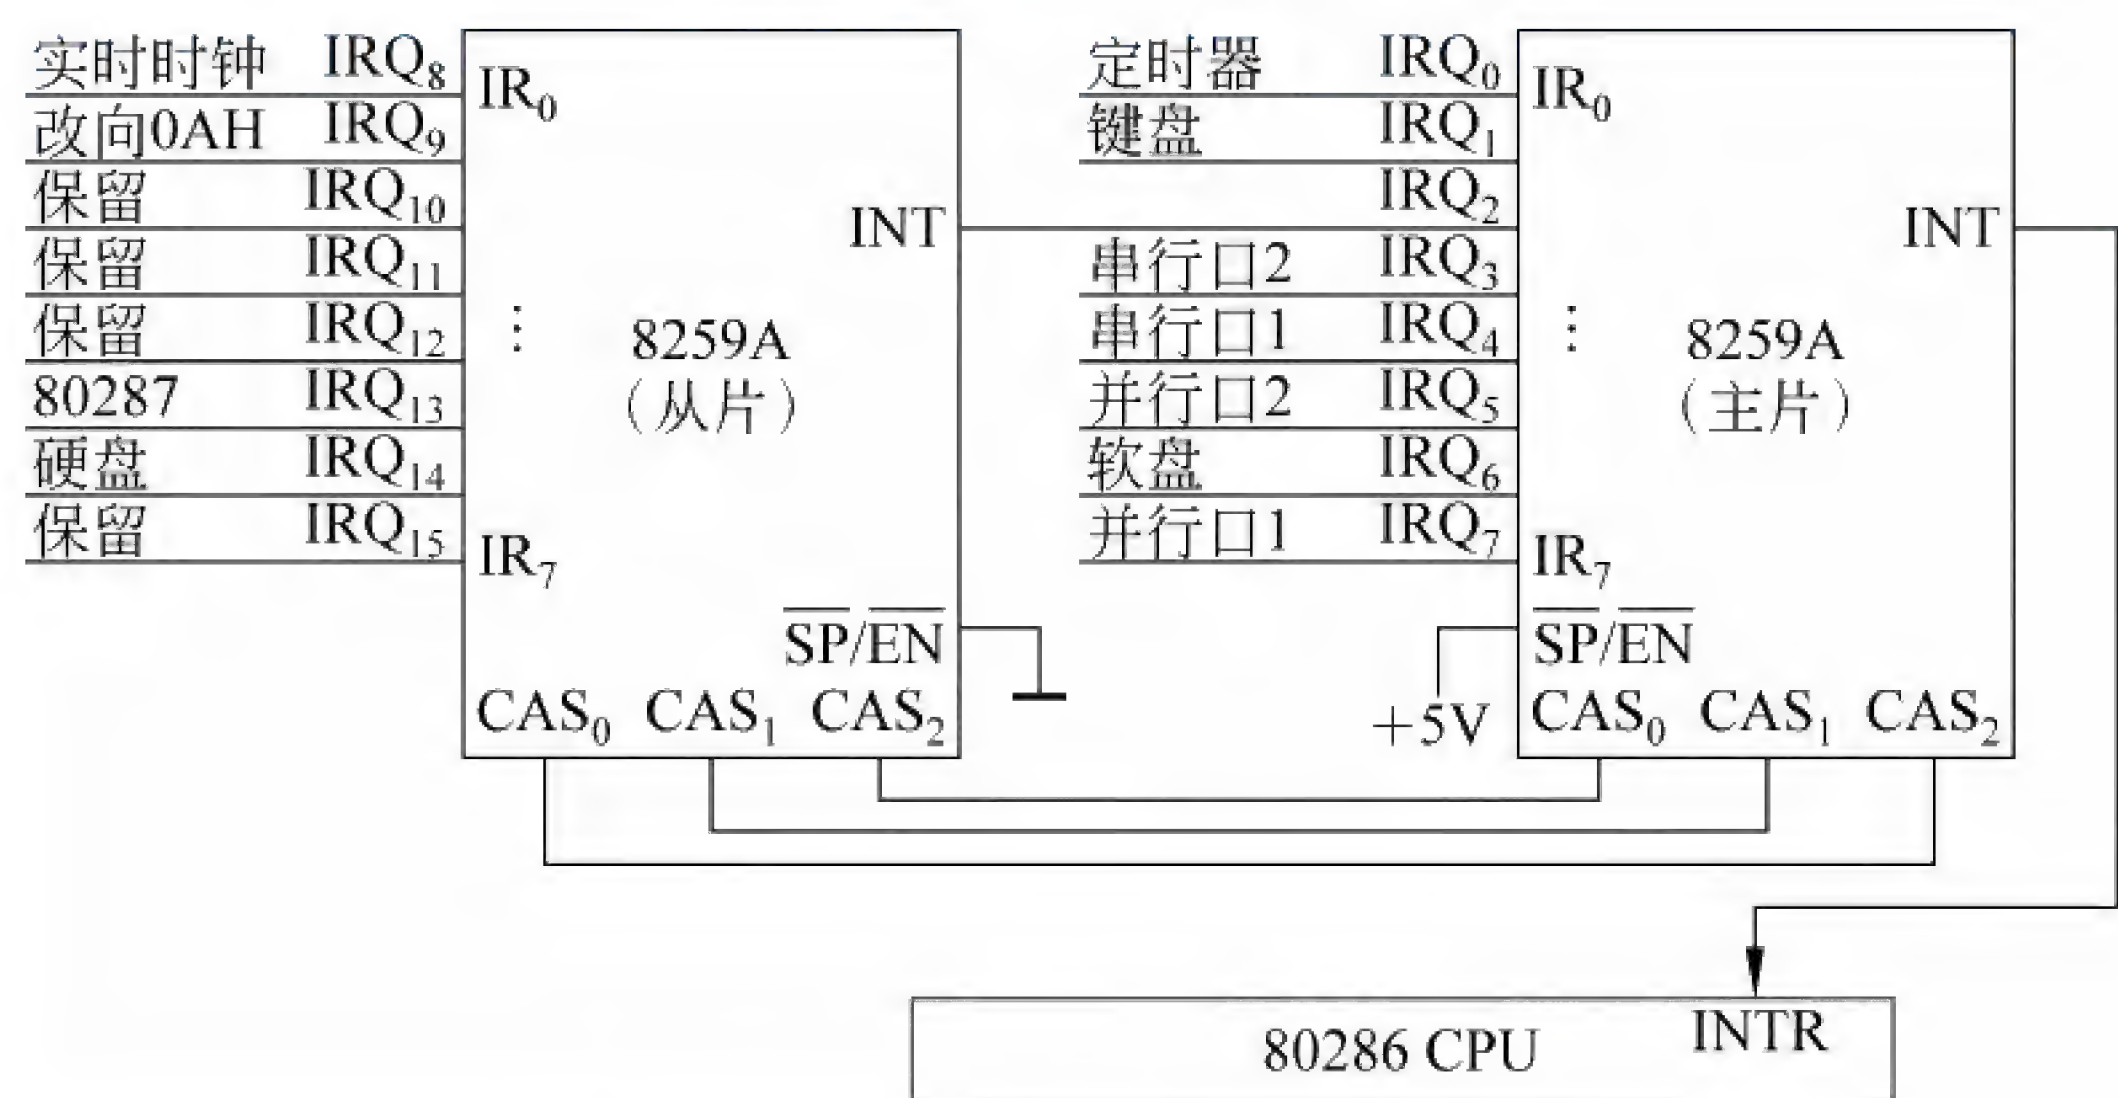 实时时钟 IRQ₈
改向0AH IRQ₉
保留 IRQ₁₀
保留 IRQ₁₁
保留 IRQ₁₂
80287 IRQ₁₃
硬盘 IRQ₁₄
保留 IRQ₁₅
IR₀
INT
⋮
8259A
(从片)
IR₇
S̅P̅/E̅N̅
CAS₀ CAS₁ CAS₂
定时器 IRQ₀
键盘 IRQ₁
IRQ₂
串行口2 IRQ₃
串行口1 IRQ₄
并行口2 IRQ₅
软盘 IRQ₆
并行口1 IRQ₇
IR₀
INT
⋮
8259A
(主片)
IR₇
S̅P̅/E̅N̅
+5V
CAS₀ CAS₁ CAS₂
INTR
80286 CPU